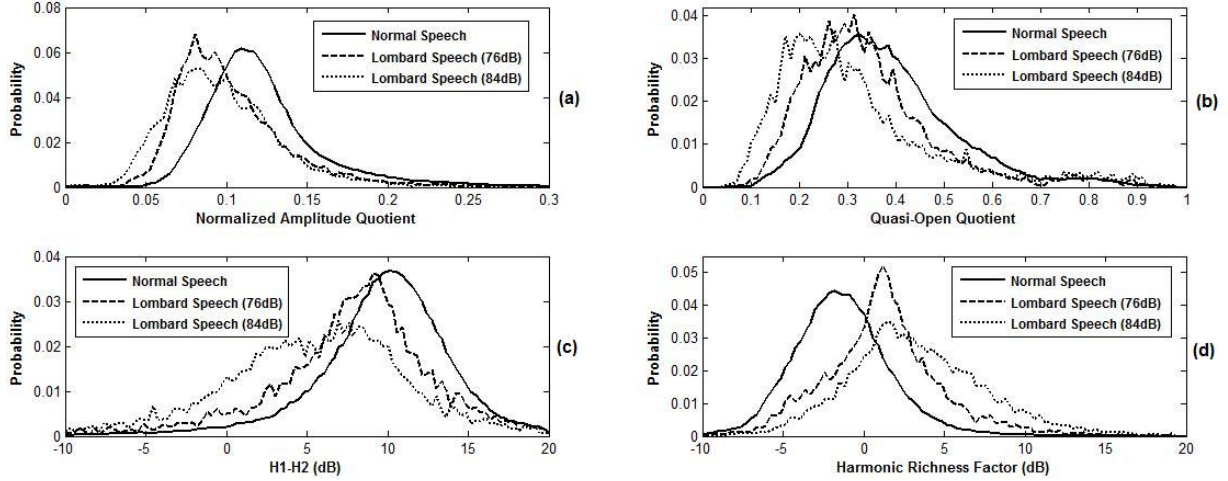 0.08
0.06
0.04
0.02
0
Probability
Normal Speech
Lombard Speech (76dB)
Lombard Speech (84dB)
(a)
0 0.05 0.1 0.15 0.2 0.25 0.3
Normalized Amplitude Quotient
0.04
0.03
0.02
0.01
0
Probability
Normal Speech
Lombard Speech (76dB)
Lombard Speech (84dB)
(b)
0 0.1 0.2 0.3 0.4 0.5 0.6 0.7 0.8 0.9 1
Quasi-Open Quotient
0.04
0.03
0.02
0.01
0
Probability
Normal Speech
Lombard Speech (76dB)
Lombard Speech (84dB)
(c)
-10 -5 0 5 10 15 20
H1-H2 (dB)
0.05
0.04
0.03
0.02
0.01
0
Probability
Normal Speech
Lombard Speech (76dB)
Lombard Speech (84dB)
(d)
-10 -5 0 5 10 15 20
Harmonic Richness Factor (dB)